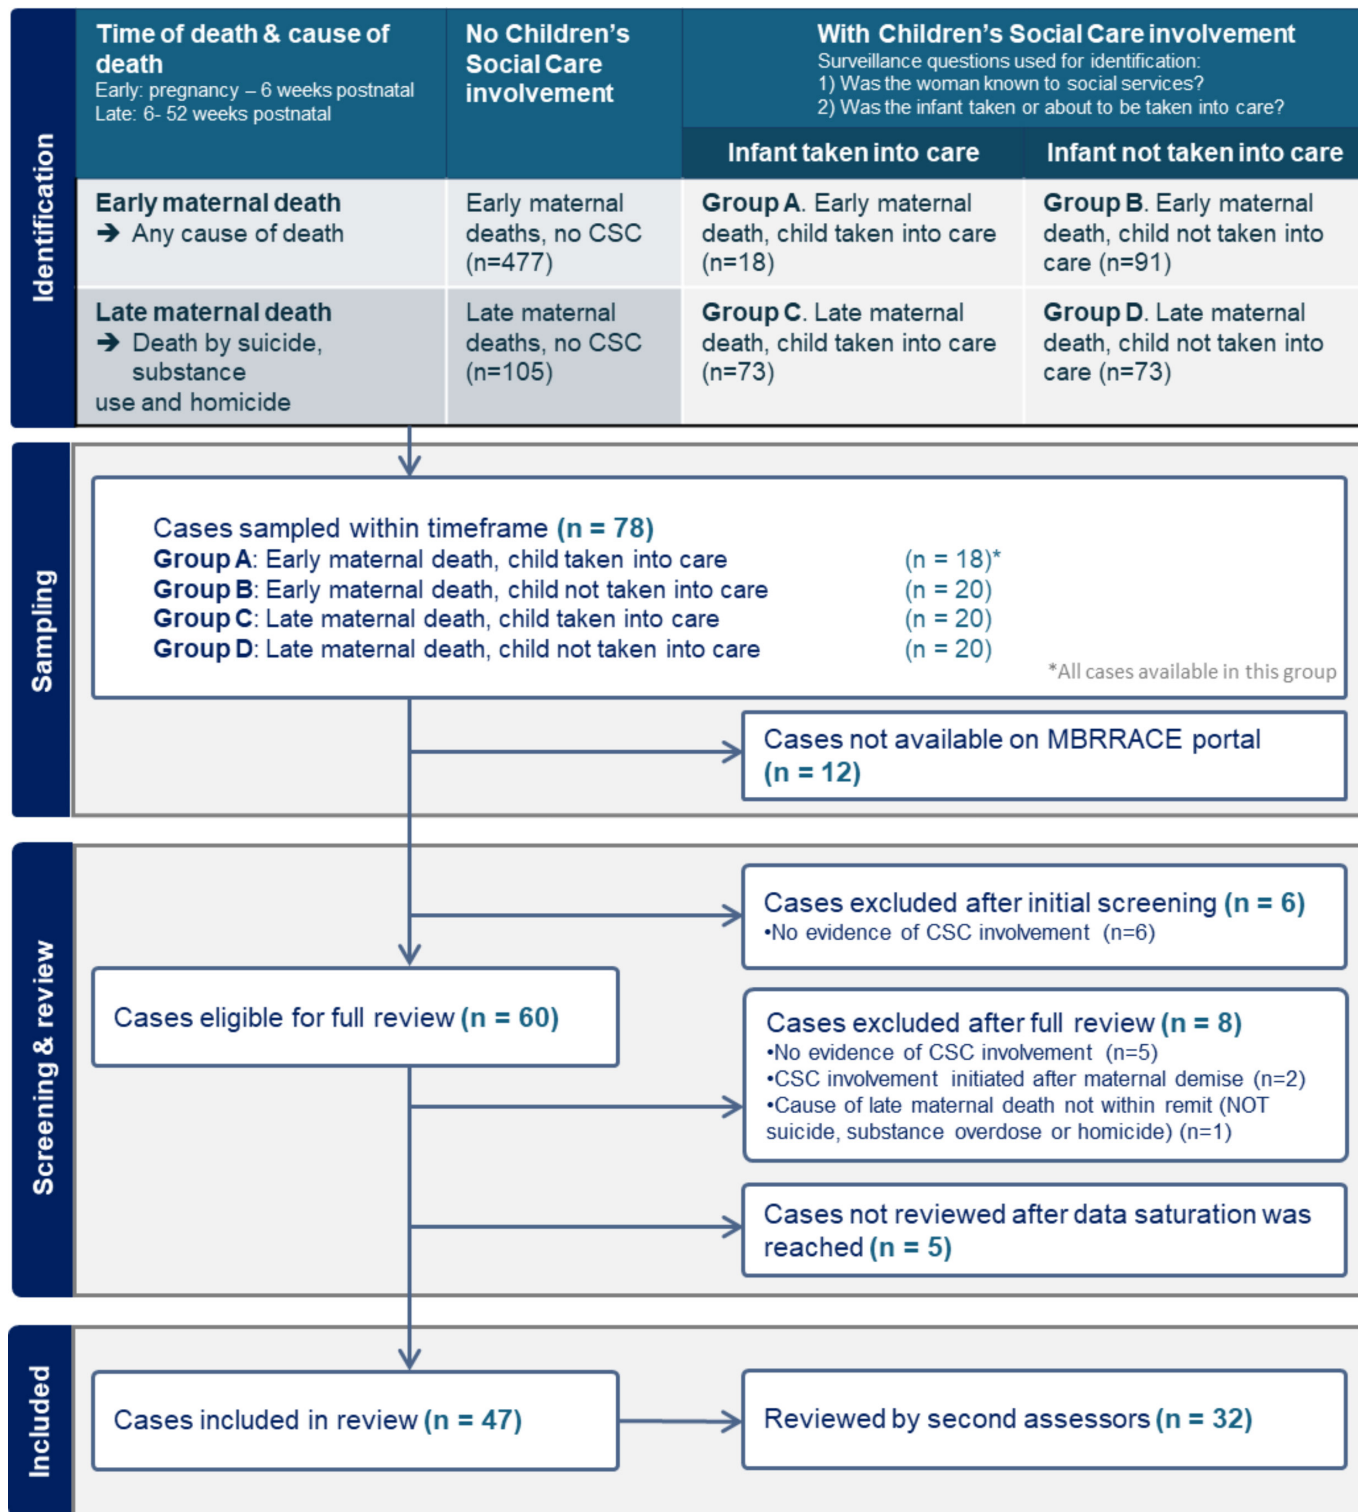 Identification
Time of death & cause of
death
Early: pregnancy – 6 weeks postnatal
Late: 6- 52 weeks postnatal
No Children’s
Social Care
involvement
With Children’s Social Care involvement
Surveillance questions used for identification:
1) Was the woman known to social services?
2) Was the infant taken or about to be taken into care?
Infant taken into care
Infant not taken into care
Early maternal death
➔ Any cause of death
Early maternal
deaths, no CSC
(n=477)
Group A. Early maternal
death, child taken into care
(n=18)
Group B. Early maternal
death, child not taken into
care (n=91)
Late maternal death
➔ Death by suicide,
substance
use and homicide
Late maternal
deaths, no CSC
(n=105)
Group C. Late maternal
death, child taken into care
(n=73)
Group D. Late maternal
death, child not taken into
care (n=73)
Sampling
Cases sampled within timeframe (n = 78)
Group A: Early maternal death, child taken into care (n = 18)*
Group B: Early maternal death, child not taken into care (n = 20)
Group C: Late maternal death, child taken into care (n = 20)
Group D: Late maternal death, child not taken into care (n = 20)
*All cases available in this group
Cases not available on MBRRACE portal
(n = 12)
Screening & review
Cases excluded after initial screening (n = 6)
•No evidence of CSC involvement (n=6)
Cases eligible for full review (n = 60)
Cases excluded after full review (n = 8)
•No evidence of CSC involvement (n=5)
•CSC involvement initiated after maternal demise (n=2)
•Cause of late maternal death not within remit (NOT
suicide, substance overdose or homicide) (n=1)
Cases not reviewed after data saturation was
reached (n = 5)
Included
Cases included in review (n = 47)
Reviewed by second assessors (n = 32)